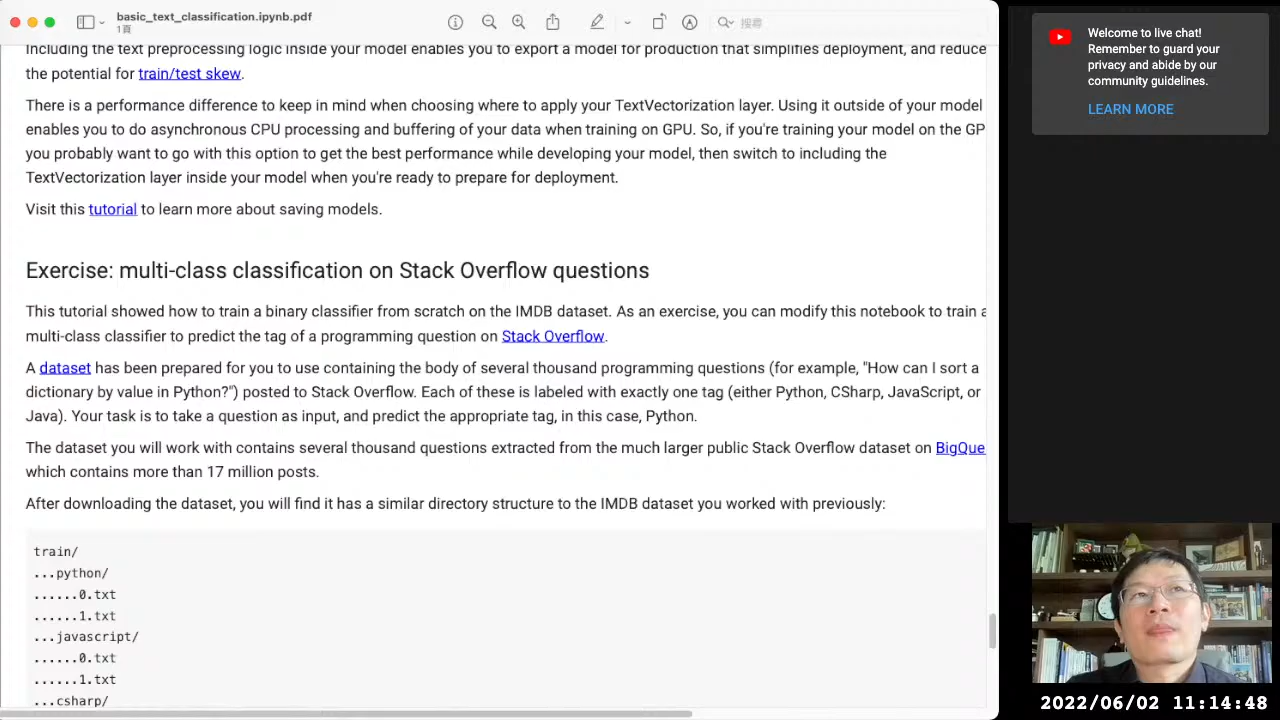 basic_text_classification.ipynb.pdf
1頁
搜尋
Including the text preprocessing logic inside your model enables you to export a model for production that simplifies deployment, and reduce
the potential for train/test skew.
There is a performance difference to keep in mind when choosing where to apply your TextVectorization layer. Using it outside of your model
enables you to do asynchronous CPU processing and buffering of your data when training on GPU. So, if you're training your model on the GP
you probably want to go with this option to get the best performance while developing your model, then switch to including the
TextVectorization layer inside your model when you're ready to prepare for deployment.
Visit this tutorial to learn more about saving models.
Exercise: multi-class classification on Stack Overflow questions
This tutorial showed how to train a binary classifier from scratch on the IMDB dataset. As an exercise, you can modify this notebook to train a
multi-class classifier to predict the tag of a programming question on Stack Overflow.
A dataset has been prepared for you to use containing the body of several thousand programming questions (for example, "How can I sort a
dictionary by value in Python?") posted to Stack Overflow. Each of these is labeled with exactly one tag (either Python, CSharp, JavaScript, or
Java). Your task is to take a question as input, and predict the appropriate tag, in this case, Python.
The dataset you will work with contains several thousand questions extracted from the much larger public Stack Overflow dataset on BigQue
which contains more than 17 million posts.
After downloading the dataset, you will find it has a similar directory structure to the IMDB dataset you worked with previously:
train/
...python/
......0.txt
......1.txt
...javascript/
......0.txt
......1.txt
...csharp/
Welcome to live chat!
Remember to guard your
privacy and abide by our
community guidelines.
LEARN MORE
2022/06/02 11:14:48